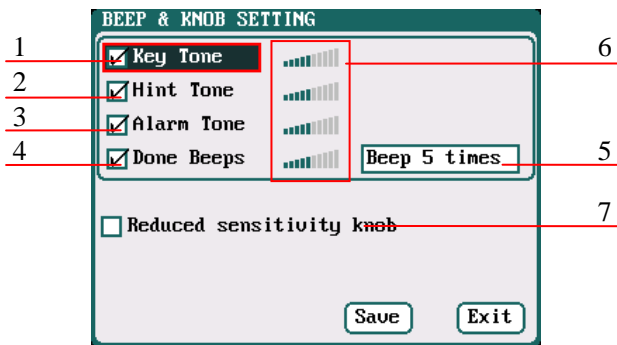 BEEP & KNOB SETTING
1 Key Tone 6
2 Hint Tone
3 Alarm Tone
4 Done Beeps Beep 5 times 5
Reduced sensitivity knob 7
Save Exit